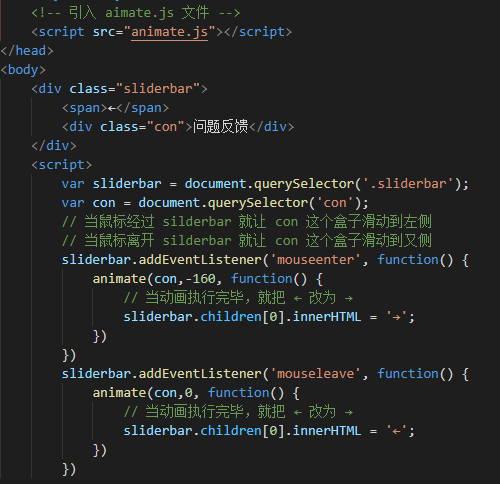 <!-- 引入 aimate.js 文件 -->
<script src="animate.js"></script>
</head>
<body>
<div class="sliderbar">
<span>←</span>
<div class="con">问题反馈</div>
</div>
<script>
var sliderbar = document.querySelector('.sliderbar');
var con = document.querySelector('con');
// 当鼠标经过 silderbar 就让 con 这个盒子滑动到左侧
// 当鼠标离开 sliderbar 就让 con 这个盒子滑动到又侧
sliderbar.addEventListener('mouseenter', function() {
animate(con,-160, function() {
// 当动画执行完毕，就把 ← 改为 →
sliderbar.children[0].innerHTML = '→';
})
})
sliderbar.addEventListener('mouseleave', function() {
animate(con,0, function() {
// 当动画执行完毕，就把 ← 改为 →
sliderbar.children[0].innerHTML = '←';
})
})